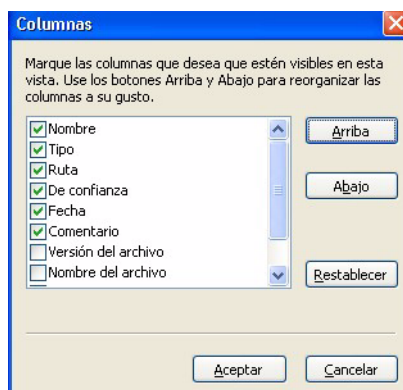 Columnas
Marque las columnas que desea que estén visibles en esta
vista. Use los botones Arriba y Abajo para reorganizar las
columnas a su gusto.
Nombre
Tipo
Ruta
De confianza
Fecha
Comentario
Versión del archivo
Nombre del archivo
Arriba
Abajo
Restablecer
Aceptar
Cancelar